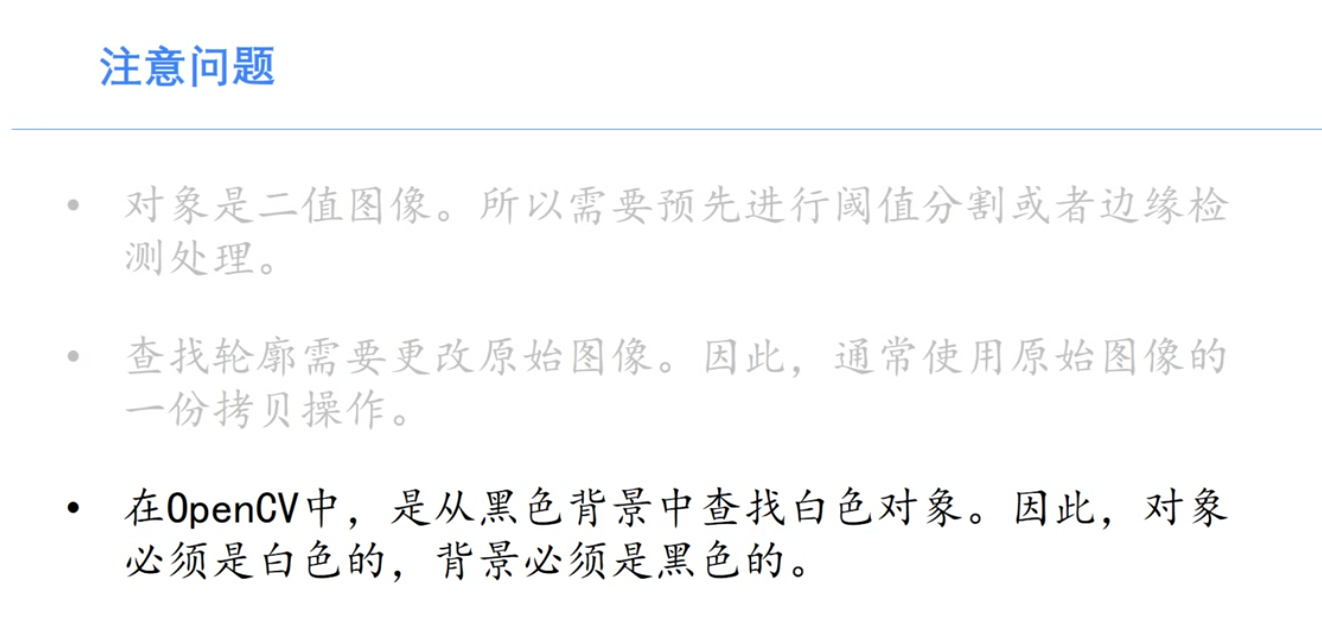 注意问题
• 对象是二值图像。所以需要预先进行阈值分割或者边缘检
测处理。
• 查找轮廓需要更改原始图像。因此，通常使用原始图像的
一份拷贝操作。
• 在OpenCV中，是从黑色背景中查找白色对象。因此，对象
必须是白色的，背景必须是黑色的。